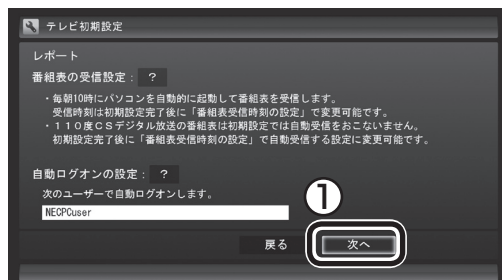 テレビ初期設定
レポート
番組表の受信設定： ？
・毎朝10時にパソコンを自動的に起動して番組表を受信します。
受信時刻は初期設定完了後に「番組表受信時刻の設定」で変更可能です。
・１１０度ＣＳデジタル放送の番組表は初期設定では自動受信をおこないません。
初期設定完了後に「番組表受信時刻の設定」で自動受信する設定に変更可能です。
自動ログオンの設定： ？
次のユーザーで自動ログオンします。
NECPCuser
①
戻る 次へ